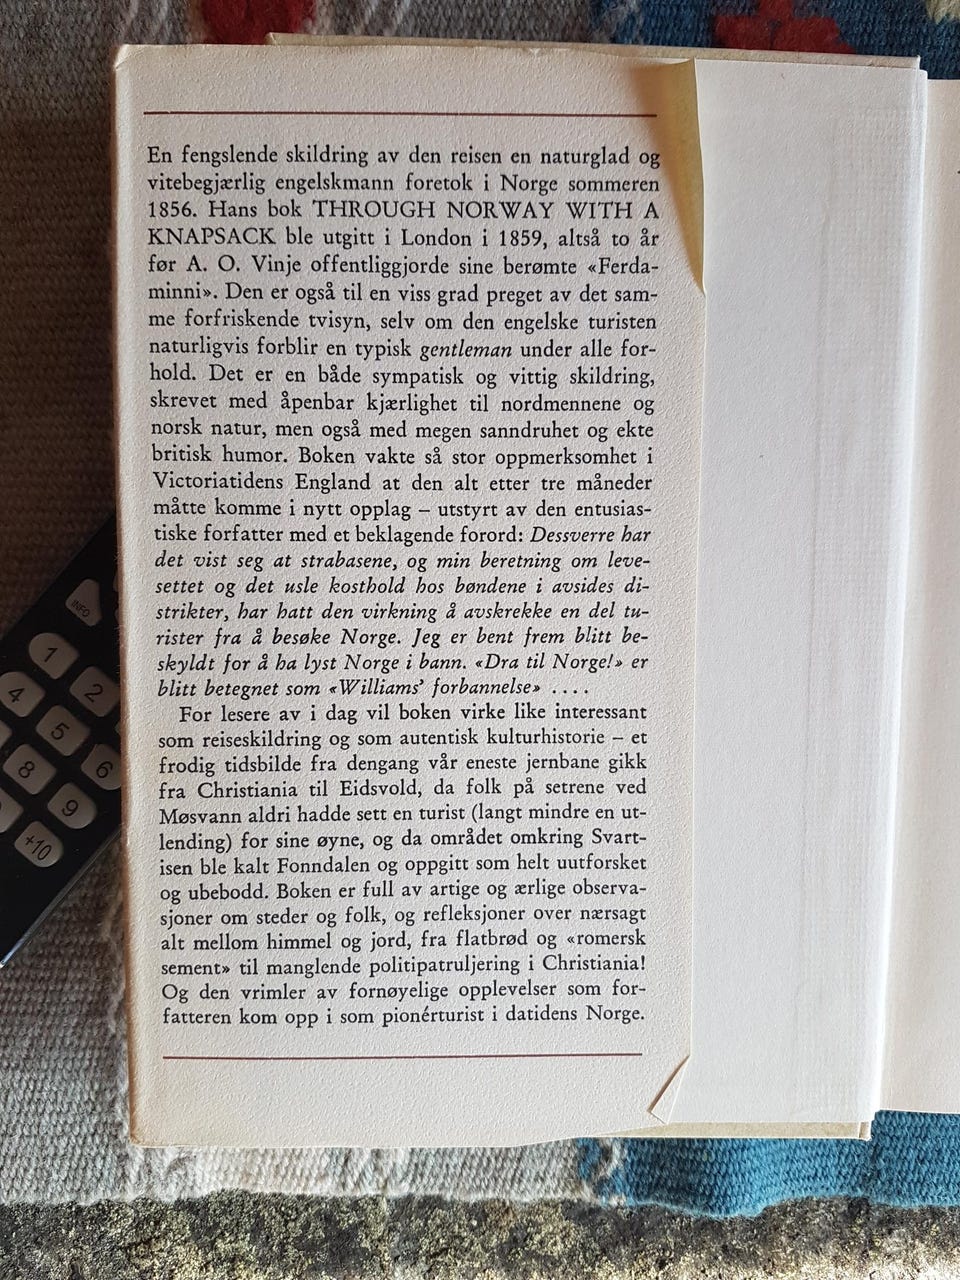 En fengslende skildring av den reisen en naturglad og
vitebegjærlig engelskmann foretok i Norge sommeren
1856. Hans bok THROUGH NORWAY WITH A
KNAPSACK ble utgitt i London i 1859, altså to år
før A. O. Vinje offentliggjorde sine berømte «Ferda-
minni». Den er også til en viss grad preget av det sam-
me forfriskende tvisyn, selv om den engelske turisten
naturligvis forblir en typisk gentleman under alle for-
hold. Det er en både sympatisk og vittig skildring,
skrevet med åpenbar kjærlighet til nordmennene og
norsk natur, men også med megen sanndruhet og ekte
britisk humor. Boken vakte så stor oppmerksomhet i
Victoriatidens England at den alt etter tre måneder
måtte komme i nytt opplag – utstyrt av den entusias-
tiske forfatter med et beklagende forord: Dessverre har
det vist seg at strabasene, og min beretning om leve-
settet og det usle kosthold hos bøndene i avsides di-
strikter, har hatt den virkning å avskrekke en del tu-
rister fra å besøke Norge. Jeg er bent frem blitt be-
skyldt for å ha lyst Norge i bann. «Dra til Norge!» er
blitt betegnet som «Williams' forbannelse» ....
For lesere av i dag vil boken virke like interessant
som reiseskildring og som autentisk kulturhistorie – et
frodig tidsbilde fra dengang vår eneste jernbane gikk
fra Christiania til Eidsvold, da folk på setrene ved
Møsvann aldri hadde sett en turist (langt mindre en ut-
lending) for sine øyne, og da området omkring Svart-
isen ble kalt Fonndalen og oppgitt som helt uutforsket
og ubebodd. Boken er full av artige og ærlige observa-
sjoner om steder og folk, og refleksjoner over nærsagt
alt mellom himmel og jord, fra flatbrød og «romersk
sement» til manglende politipatruljering i Christiania!
Og den vrimler av fornøyelige opplevelser som for-
fatteren kom opp i som pionérturist i datidens Norge.
INFO
1
2
4
5
6
8
9
+10